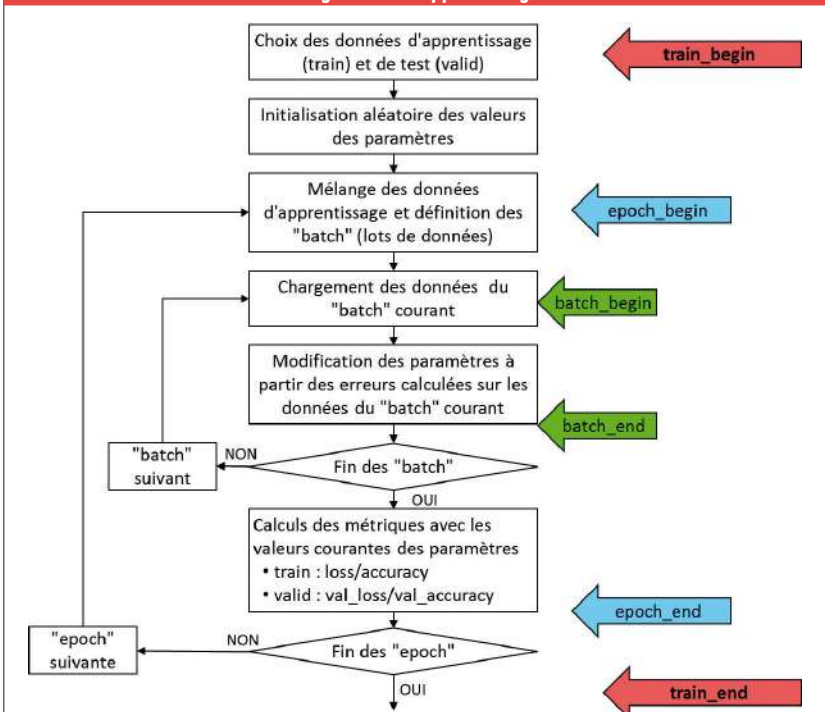 Choix des données d'apprentissage
(train) et de test (valid)
train_begin
Initialisation aléatoire des valeurs
des paramètres
Mélange des données
d'apprentissage et définition des
"batch" (lots de données)
epoch_begin
Chargement des données du
"batch" courant
batch_begin
Modification des paramètres à
partir des erreurs calculées sur les
données du "batch" courant
batch_end
"batch"
suivant
NON
Fin des "batch"
OUI
Calculs des métriques avec les
valeurs courantes des paramètres
• train : loss/accuracy
• valid : val_loss/val_accuracy
epoch_end
"epoch"
suivante
NON
Fin des "epoch"
OUI
train_end